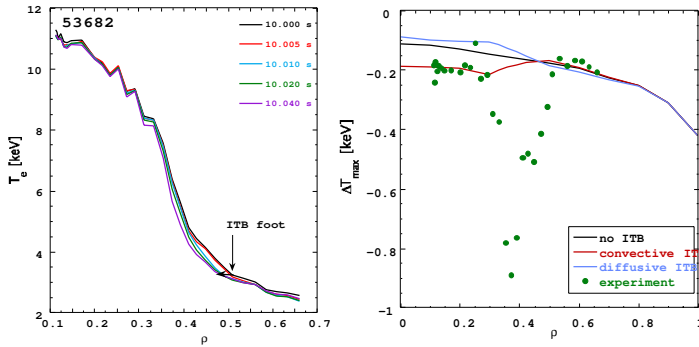 53682
10.000 s
10.005 s
10.010 s
10.020 s
10.040 s
ITB foot
T_e [keV]
12
10
8
6
4
2
0.1 0.2 0.3 0.4 0.5 0.6 0.7
ρ
ΔT_max [keV]
0
−0.2
−0.4
−0.6
−0.8
−1
no ITB
convective IT
diffusive ITB
experiment
0 0.2 0.4 0.6 0.8 1
ρ